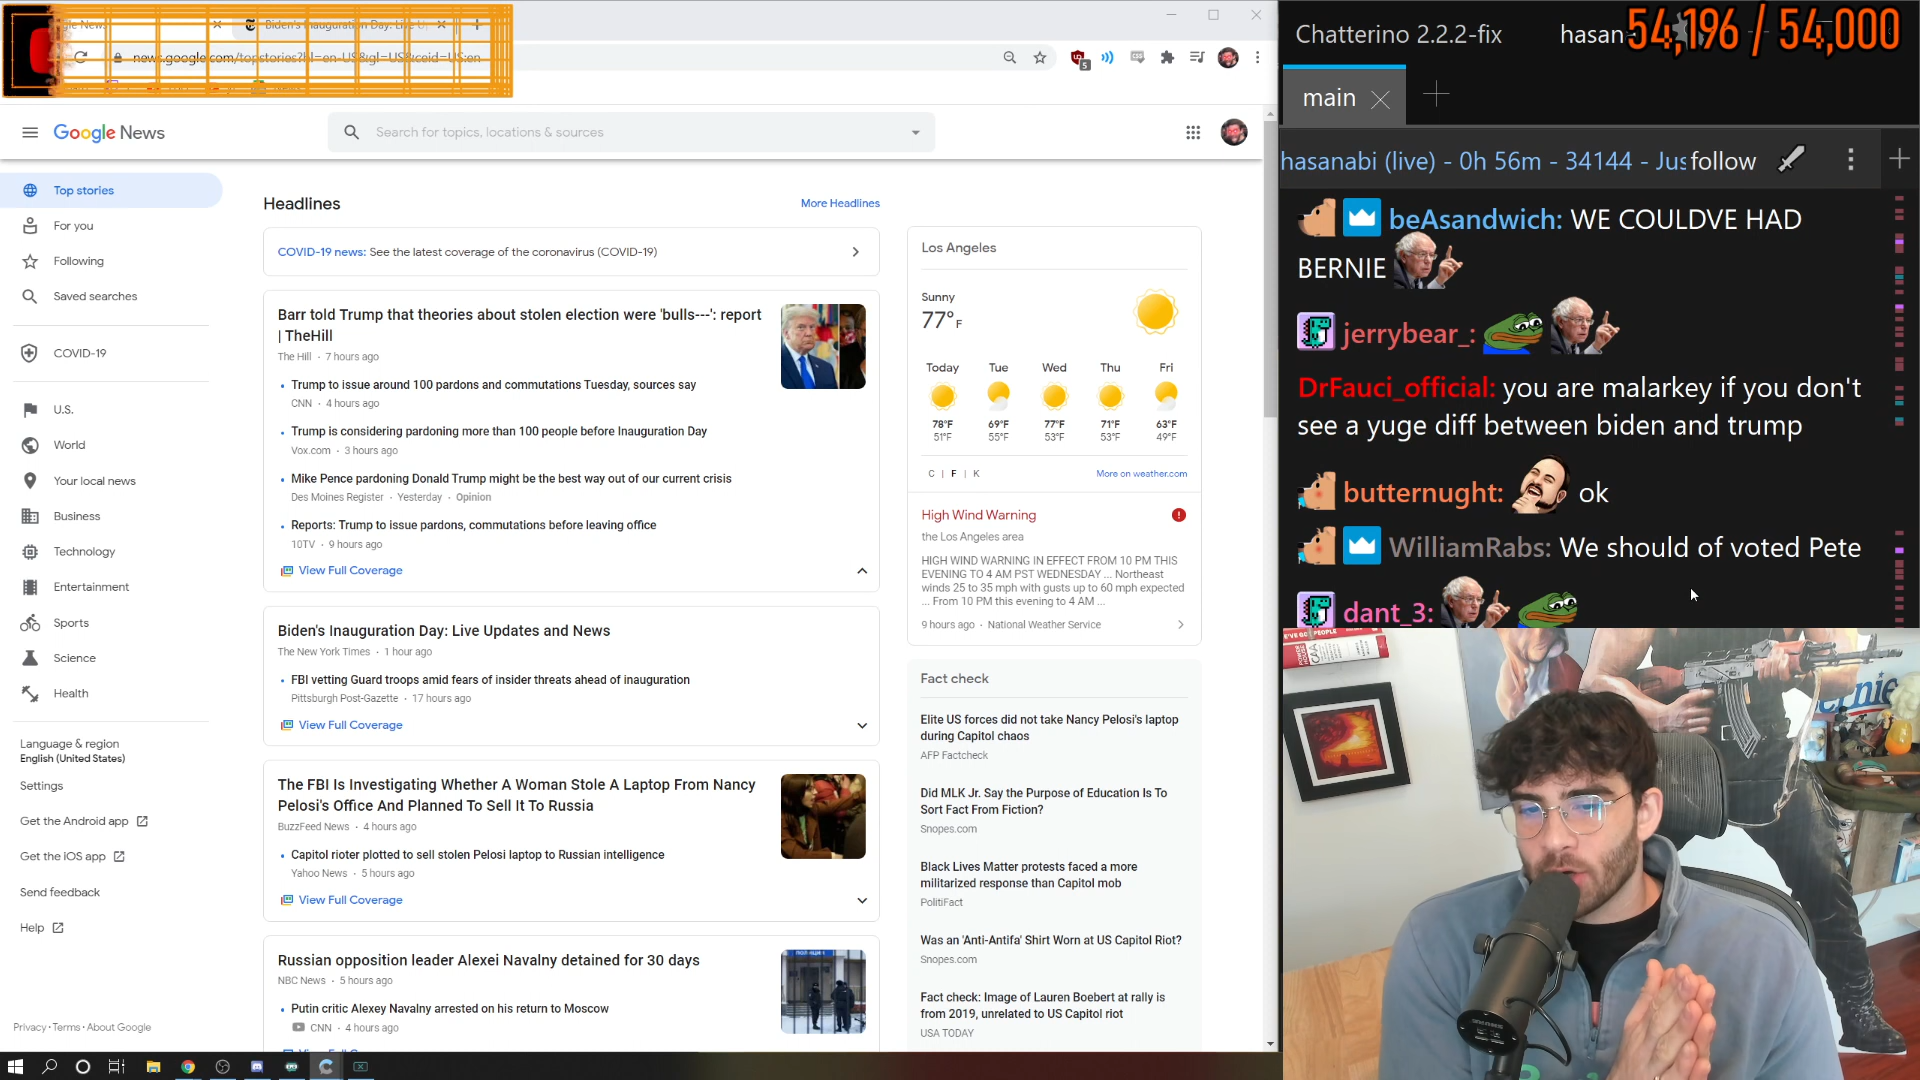 Biden's Inauguration Day: Live U
news.google.com/topstories?hl=en-US&gl=US&ceid=US:en
5
Google News
Search for topics, locations & sources
Top stories
For you
Following
Saved searches
COVID-19
U.S.
World
Your local news
Business
Technology
Entertainment
Sports
Science
Health
Language & region
English (United States)
Settings
Get the Android app
Get the iOS app
Send feedback
Help
Privacy · Terms · About Google
Headlines
More Headlines
COVID-19 news: See the latest coverage of the coronavirus (COVID-19)
Barr told Trump that theories about stolen election were 'bulls---': report
| TheHill
The Hill · 7 hours ago
Trump to issue around 100 pardons and commutations Tuesday, sources say
CNN · 4 hours ago
Trump is considering pardoning more than 100 people before Inauguration Day
Vox.com · 3 hours ago
Mike Pence pardoning Donald Trump might be the best way out of our current crisis
Des Moines Register · Yesterday · Opinion
Reports: Trump to issue pardons, commutations before leaving office
10TV · 9 hours ago
View Full Coverage
Biden's Inauguration Day: Live Updates and News
The New York Times · 1 hour ago
FBI vetting Guard troops amid fears of insider threats ahead of inauguration
Pittsburgh Post-Gazette · 17 hours ago
View Full Coverage
The FBI Is Investigating Whether A Woman Stole A Laptop From Nancy
Pelosi's Office And Planned To Sell It To Russia
BuzzFeed News · 4 hours ago
Capitol rioter plotted to sell stolen Pelosi laptop to Russian intelligence
Yahoo News · 5 hours ago
View Full Coverage
Russian opposition leader Alexei Navalny detained for 30 days
NBC News · 5 hours ago
Putin critic Alexey Navalny arrested on his return to Moscow
CNN · 4 hours ago
Los Angeles
Sunny
77° F
Today Tue Wed Thu Fri
78°F 69°F 77°F 71°F 63°F
51°F 55°F 53°F 53°F 49°F
C | F | K
More on weather.com
High Wind Warning
the Los Angeles area
HIGH WIND WARNING IN EFFECT FROM 10 PM THIS
EVENING TO 4 AM PST WEDNESDAY ... Northeast
winds 25 to 35 mph with gusts up to 60 mph expected
... From 10 PM this evening to 4 AM ...
9 hours ago · National Weather Service
Fact check
Elite US forces did not take Nancy Pelosi's laptop
during Capitol chaos
AFP Factcheck
Did MLK Jr. Say the Purpose of Education Is To
Sort Fact From Fiction?
Snopes.com
Black Lives Matter protests faced a more
militarized response than Capitol mob
PolitiFact
Was an 'Anti-Antifa' Shirt Worn at US Capitol Riot?
Snopes.com
Fact check: Image of Lauren Boebert at rally is
from 2019, unrelated to US Capitol riot
USA TODAY
Chatterino 2.2.2-fix
hasan
54,196 / 54,000
main
hasanabi (live) - 0h 56m - 34144 - Jus follow
beAsandwich: WE COULDVE HAD
BERNIE
jerrybear_:
DrFauci_official: you are malarkey if you don't
see a yuge diff between biden and trump
butternught: ok
WilliamRabs: We should of voted Pete
dant_3: